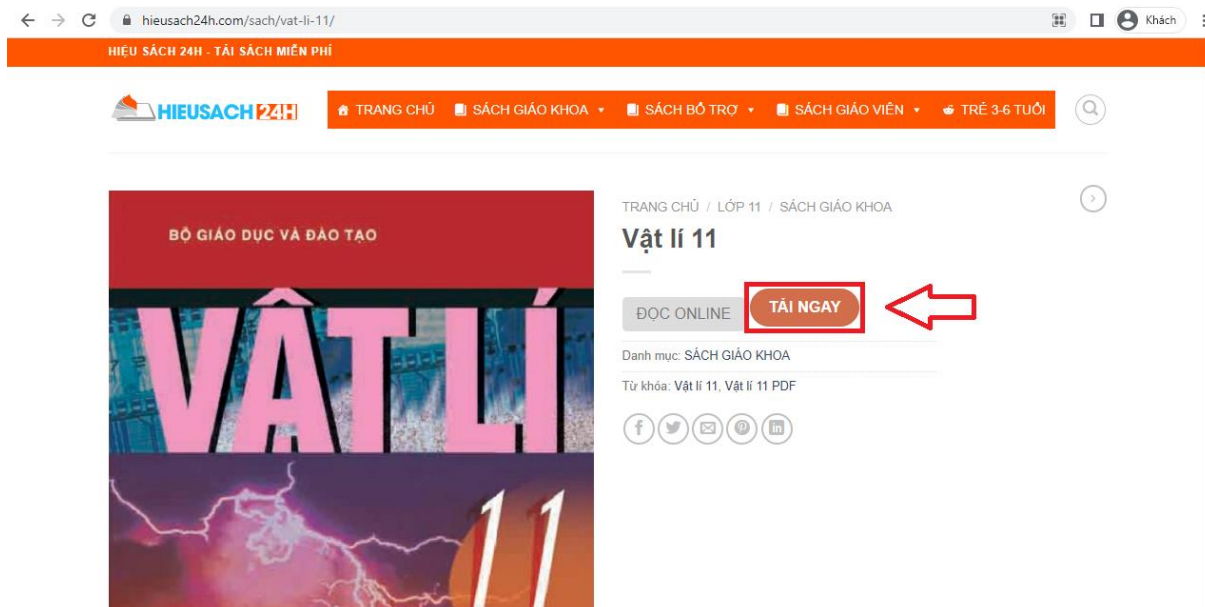 hieusach24h.com/sach/vat-li-11/
Khách
HIỆU SÁCH 24H - TẢI SÁCH MIỄN PHÍ
HIEUSACH 24H
TRANG CHỦ SÁCH GIÁO KHOA SÁCH BỔ TRỢ SÁCH GIÁO VIÊN TRẺ 3-6 TUỔI
TRANG CHỦ / LỚP 11 / SÁCH GIÁO KHOA
Vật lí 11
ĐỌC ONLINE TẢI NGAY
Danh mục: SÁCH GIÁO KHOA
Từ khóa: Vật lí 11, Vật lí 11 PDF
BỘ GIÁO DỤC VÀ ĐÀO TẠO
VẬT LÍ
11